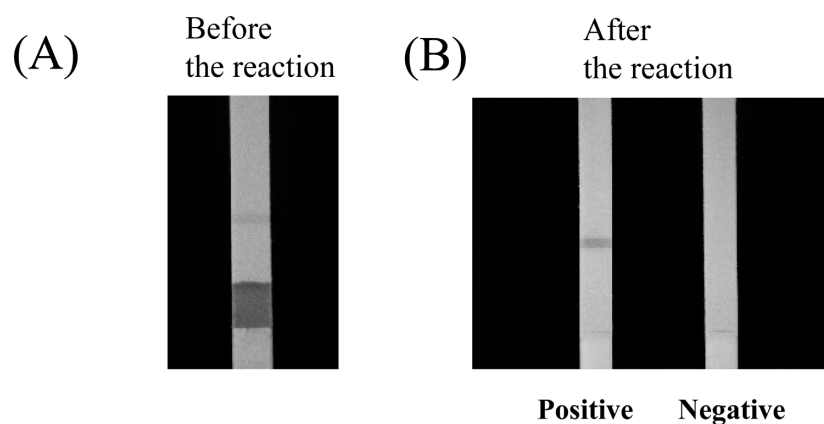 (A)
Before
the reaction
(B)
After
the reaction
Positive
Negative